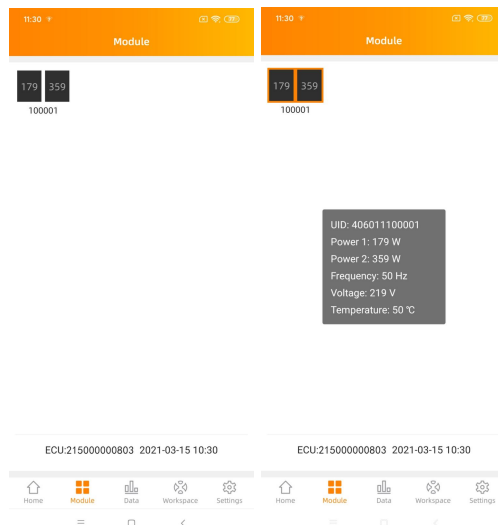 11:30
Module
179 359
100001
ECU:215000000803 2021-03-15 10:30
Home Module Data Workspace Settings
11:30
Module
179 359
100001
UID: 406011100001
Power 1: 179 W
Power 2: 359 W
Frequency: 50 Hz
Voltage: 219 V
Temperature: 50 ℃
ECU:215000000803 2021-03-15 10:30
Home Module Data Workspace Settings